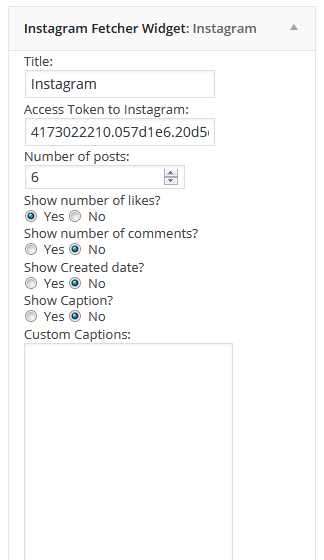 Instagram Fetcher Widget: Instagram
Title:
Instagram
Access Token to Instagram:
4173022210.057d1e6.20d5
Number of posts:
6
Show number of likes?
Yes No
Show number of comments?
Yes No
Show Created date?
Yes No
Show Caption?
Yes No
Custom Captions: